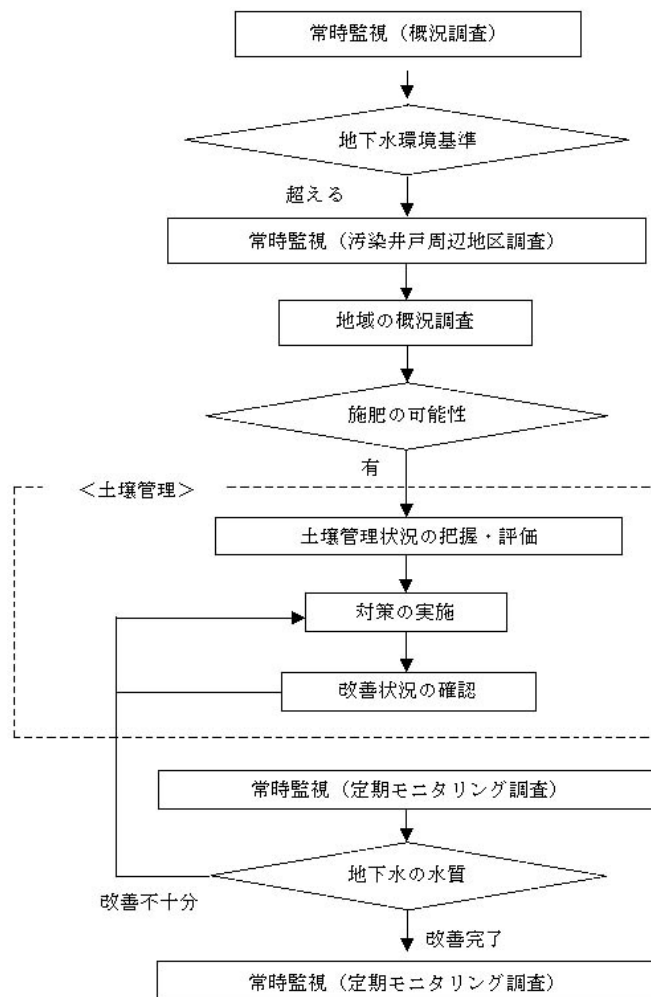 常時監視（概況調査）
地下水環境基準
超える
常時監視（汚染井戸周辺地区調査）
地域の概況調査
施肥の可能性
有
＜土壌管理＞
土壌管理状況の把握・評価
対策の実施
改善状況の確認
常時監視（定期モニタリング調査）
地下水の水質
改善不十分
改善完了
常時監視（定期モニタリング調査）